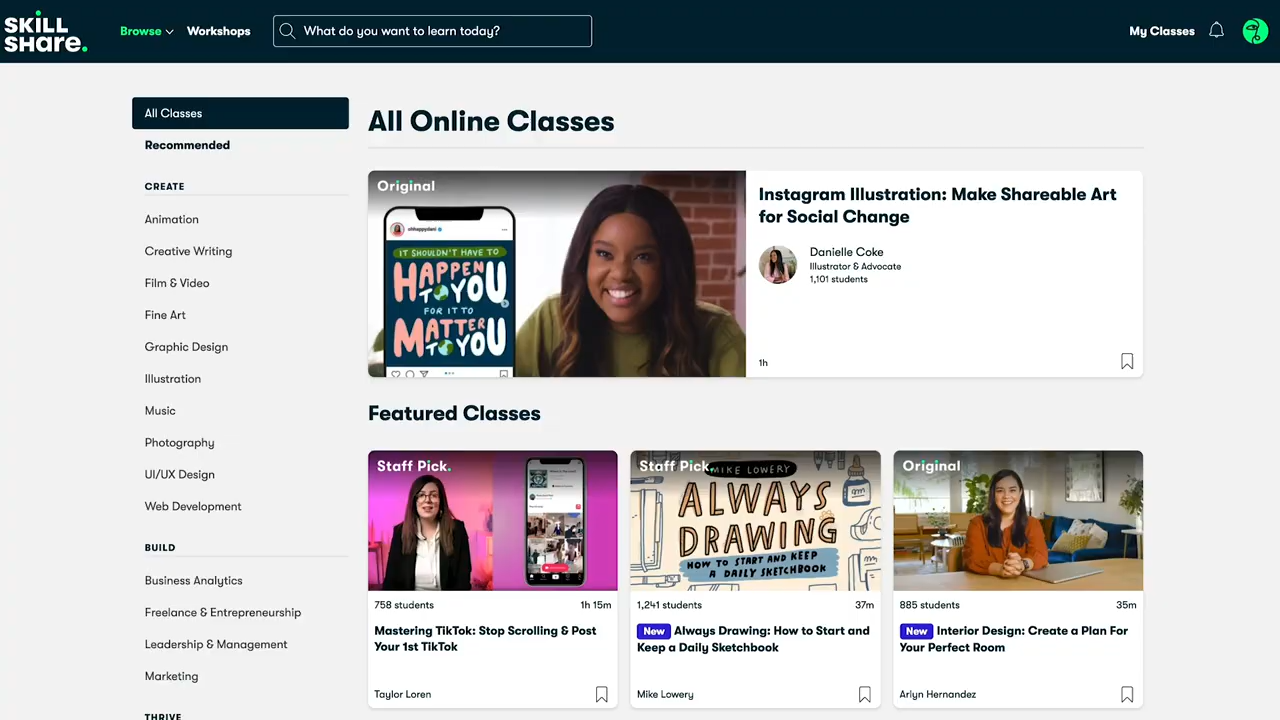 SKILL
SHARE.
Browse
Workshops
What do you want to learn today?
My Classes
All Classes
Recommended
CREATE
Animation
Creative Writing
Film & Video
Fine Art
Graphic Design
Illustration
Music
Photography
UI/UX Design
Web Development
BUILD
Business Analytics
Freelance & Entrepreneurship
Leadership & Management
Marketing
THRIVE
All Online Classes
Original
ohhappydani
IT SHOULDN'T HAVE TO
HAPPEN
TO YOU
FOR IT TO
MATTER
TO YOU
Instagram Illustration: Make Shareable Art
for Social Change
Danielle Coke
Illustrator & Advocate
1,101 students
1h
Featured Classes
Staff Pick.
758 students
1h 15m
Mastering TikTok: Stop Scrolling & Post
Your 1st TikTok
Taylor Loren
Staff Pick.
MIKE LOWERY
ALWAYS
DRAWING
HOW TO START AND KEEP
A DAILY SKETCHBOOK
1,241 students
37m
New Always Drawing: How to Start and
Keep a Daily Sketchbook
Mike Lowery
Original
885 students
35m
New Interior Design: Create a Plan For
Your Perfect Room
Arlyn Hernandez